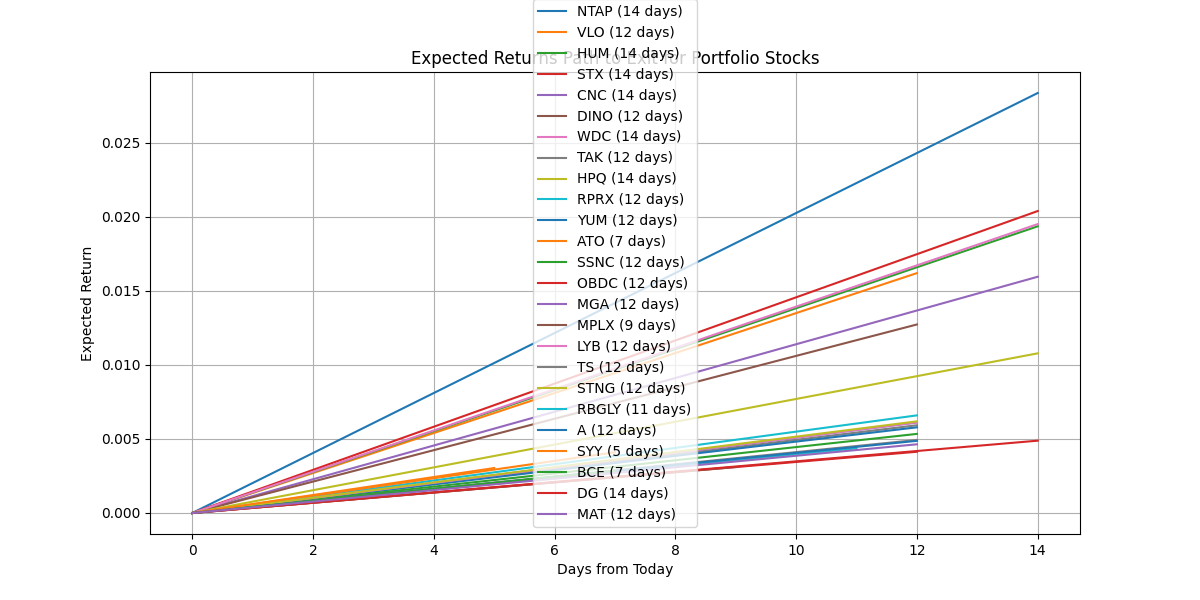 Expected Returns Path to Exit for Portfolio Stocks
NTAP (14 days)
VLO (12 days)
HUM (14 days)
STX (14 days)
CNC (14 days)
DINO (12 days)
WDC (14 days)
TAK (12 days)
HPQ (14 days)
RPRX (12 days)
YUM (12 days)
ATO (7 days)
SSNC (12 days)
OBDC (12 days)
MGA (12 days)
MPLX (9 days)
LYB (12 days)
TS (12 days)
STNG (12 days)
RBGLY (11 days)
A (12 days)
SYY (5 days)
BCE (7 days)
DG (14 days)
MAT (12 days)
Expected Return
0.025
0.020
0.015
0.010
0.005
0.000
0 2 4 6 8 10 12 14
Days from Today